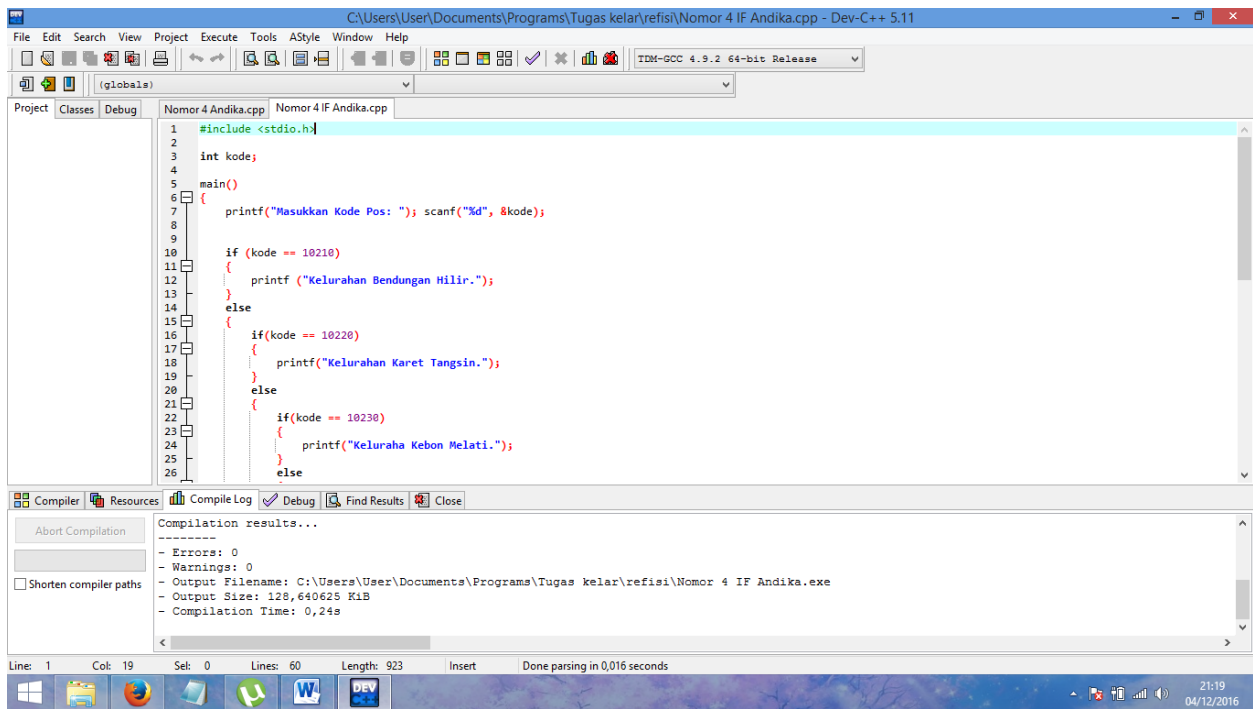 C:\Users\User\Documents\Programs\Tugas kelar\refisi\Nomor 4 IF Andika.cpp - Dev-C++ 5.11
File Edit Search View Project Execute Tools AStyle Window Help
TDM-GCC 4.9.2 64-bit Release
(globals)
Project Classes Debug Nomor 4 Andika.cpp Nomor 4 IF Andika.cpp
1 #include <stdio.h>
2
3 int kode;
4
5 main()
6 {
7 printf("Masukkan Kode Pos: "); scanf("%d", &kode);
8
9
10 if (kode == 10210)
11 {
12 printf ("Kelurahan Bendungan Hilir.");
13 }
14 else
15 {
16 if(kode == 10220)
17 {
18 printf("Kelurahan Karet Tangsin.");
19 }
20 else
21 {
22 if(kode == 10230)
23 {
24 printf("Keluraha Kebon Melati.");
25 }
26 else
Compiler Resources Compile Log Debug Find Results Close
Abort Compilation
Shorten compiler paths
Compilation results...
--------
- Errors: 0
- Warnings: 0
- Output Filename: C:\Users\User\Documents\Programs\Tugas kelar\refisi\Nomor 4 IF Andika.exe
- Output Size: 128,640625 KiB
- Compilation Time: 0,24s
Line: 1 Col: 19 Sel: 0 Lines: 60 Length: 923 Insert Done parsing in 0,016 seconds
DEV
21:19
04/12/2016